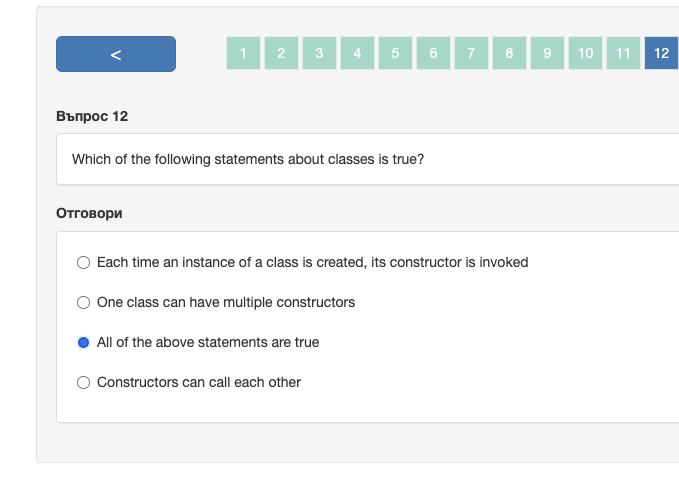 < 1 2 3 4 5 6 7 8 9 10 11 12
Въпрос 12
Which of the following statements about classes is true?
Отговори
Each time an instance of a class is created, its constructor is invoked
One class can have multiple constructors
All of the above statements are true
Constructors can call each other